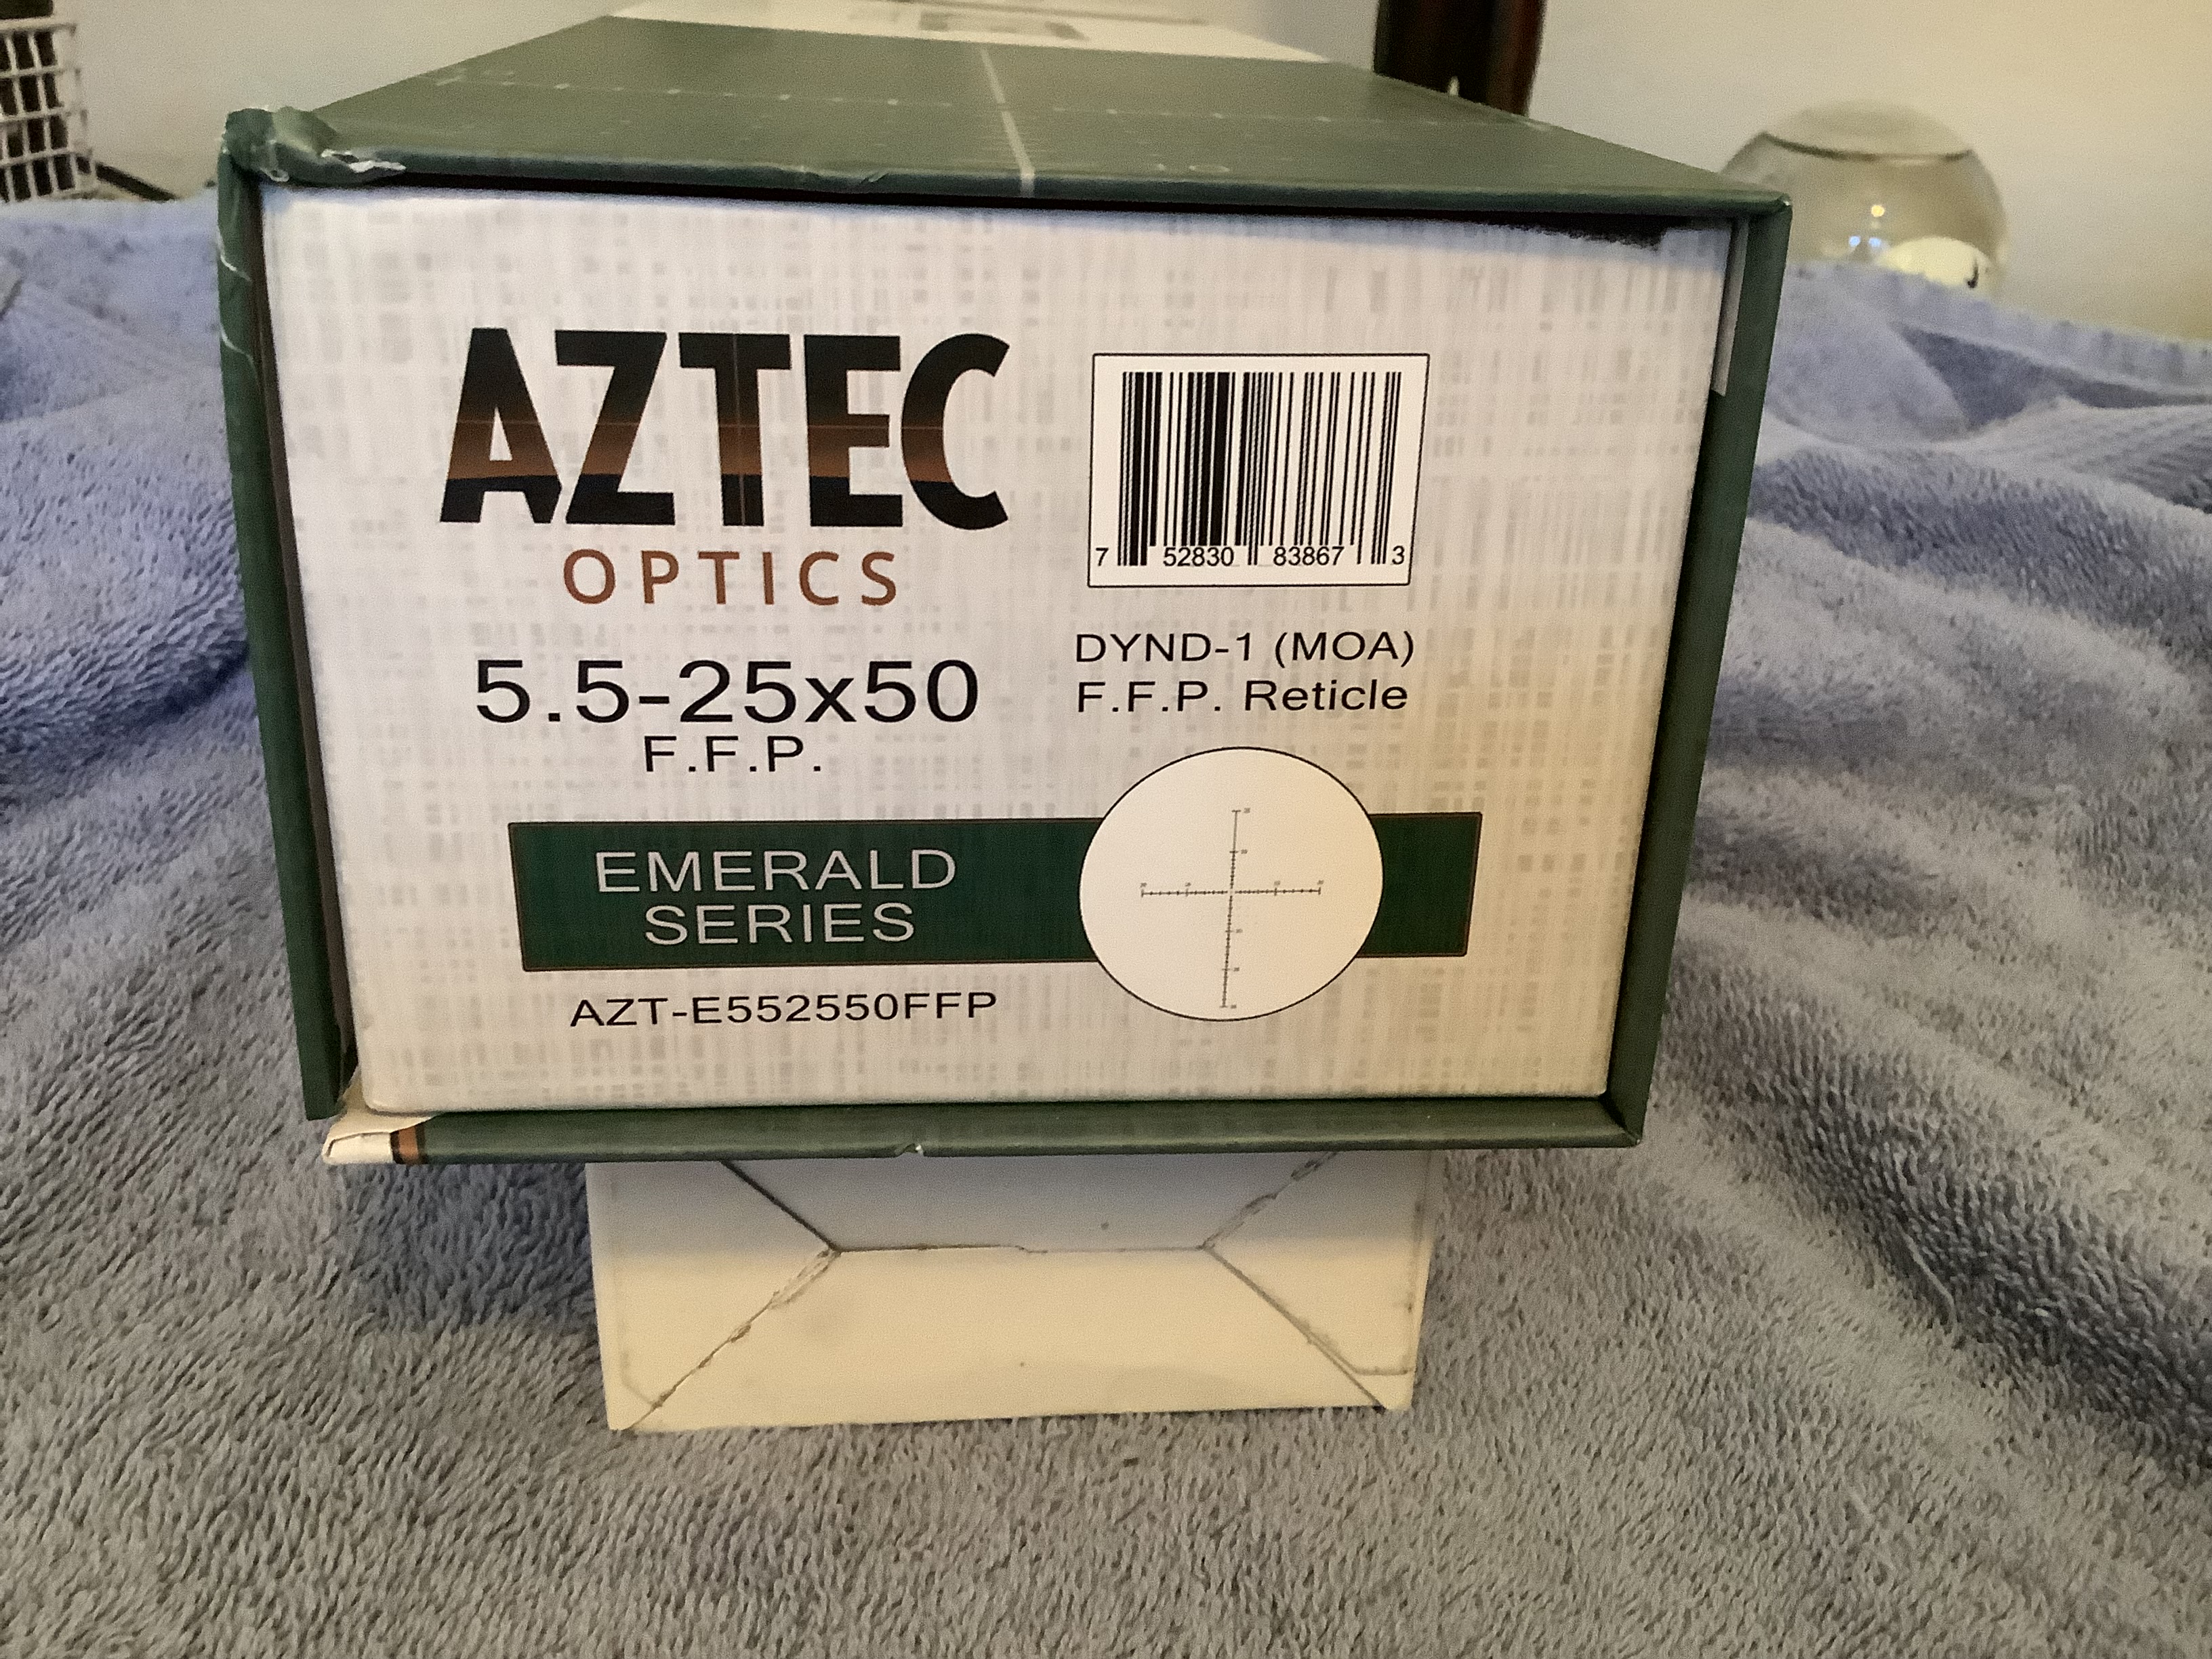 AZTEC
OPTICS
5.5-25x50
F.F.P.
EMERALD
SERIES
AZT-E552550FFP
7 52830 83867 3
DYND-1 (MOA)
F.F.P. Reticle